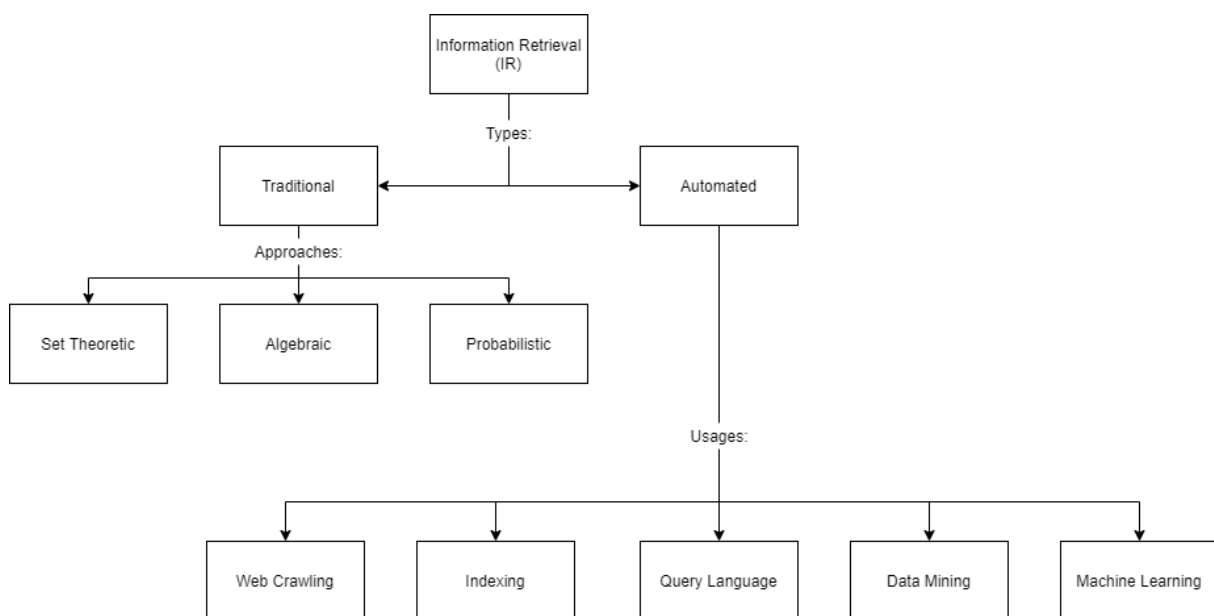 Information Retrieval
(IR)
Types:
Traditional
Automated
Approaches:
Set Theoretic
Algebraic
Probabilistic
Usages:
Web Crawling
Indexing
Query Language
Data Mining
Machine Learning